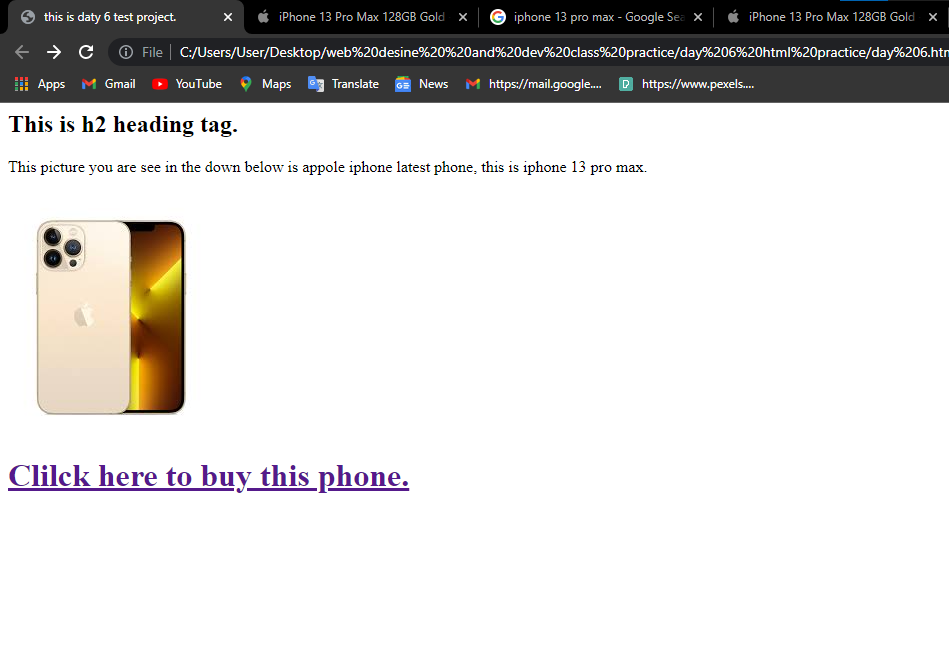 this is daty 6 test project.
iPhone 13 Pro Max 128GB Gold
iphone 13 pro max - Google Sea
iPhone 13 Pro Max 128GB Gold
File
C:/Users/User/Desktop/web%20desine%20%20and%20dev%20class%20practice/day%206%20html%20practice/day%206.htm
Apps
Gmail
YouTube
Maps
Translate
News
https://mail.google....
https://www.pexels....
This is h2 heading tag.
This picture you are see in the down below is appole iphone latest phone, this is iphone 13 pro max.
Clilck here to buy this phone.